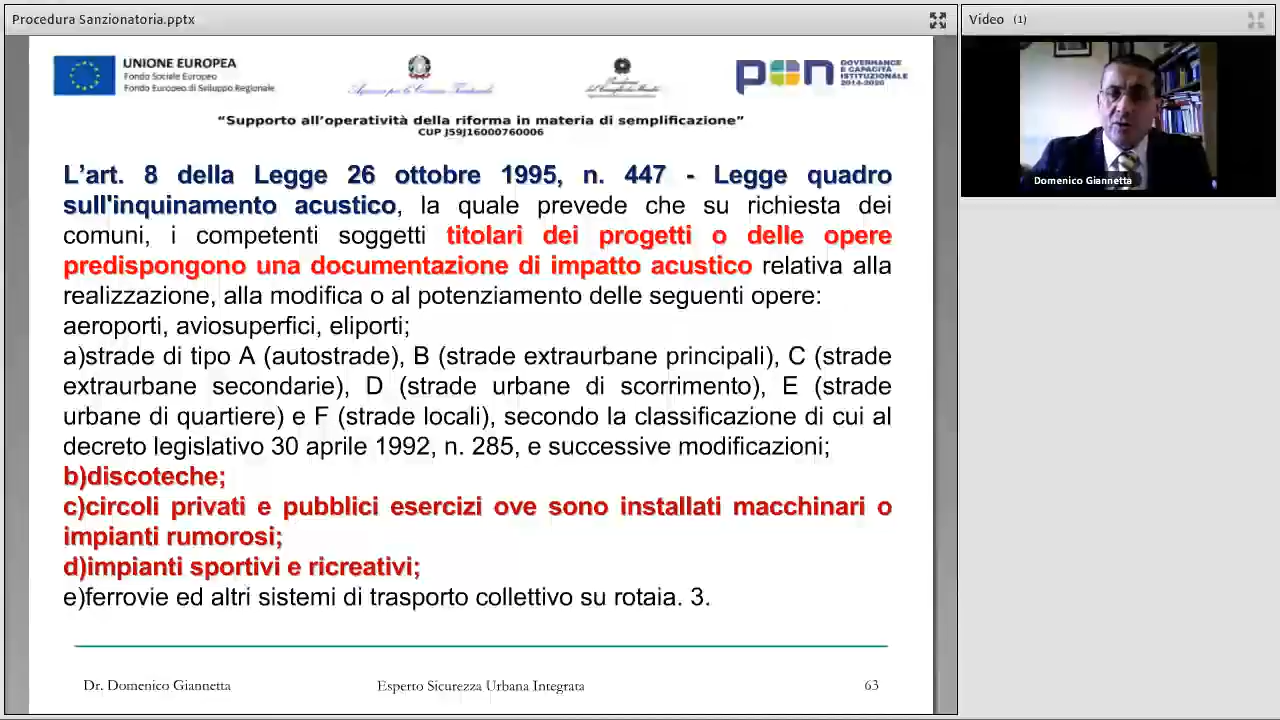 Procedura Sanzionatoria.pptx
Video (1)
UNIONE EUROPEA
Fondo Sociale Europeo
Fondo Europeo di Sviluppo Regionale
Agenzia per la Coesione Territoriale
pon
GOVERNANCE
E CAPACITÀ
ISTITUZIONALE
2014-2020
Domenico Giannetta
“Supporto all’operatività della riforma in materia di semplificazione”
CUP J59J16000760006
L’art. 8 della Legge 26 ottobre 1995, n. 447 - Legge quadro
sull'inquinamento acustico, la quale prevede che su richiesta dei
comuni, i competenti soggetti titolari dei progetti o delle opere
predispongono una documentazione di impatto acustico relativa alla
realizzazione, alla modifica o al potenziamento delle seguenti opere:
aeroporti, aviosuperfici, eliporti;
a)strade di tipo A (autostrade), B (strade extraurbane principali), C (strade
extraurbane secondarie), D (strade urbane di scorrimento), E (strade
urbane di quartiere) e F (strade locali), secondo la classificazione di cui al
decreto legislativo 30 aprile 1992, n. 285, e successive modificazioni;
b)discoteche;
c)circoli privati e pubblici esercizi ove sono installati macchinari o
impianti rumorosi;
d)impianti sportivi e ricreativi;
e)ferrovie ed altri sistemi di trasporto collettivo su rotaia. 3.
Dr. Domenico Giannetta
Esperto Sicurezza Urbana Integrata
63